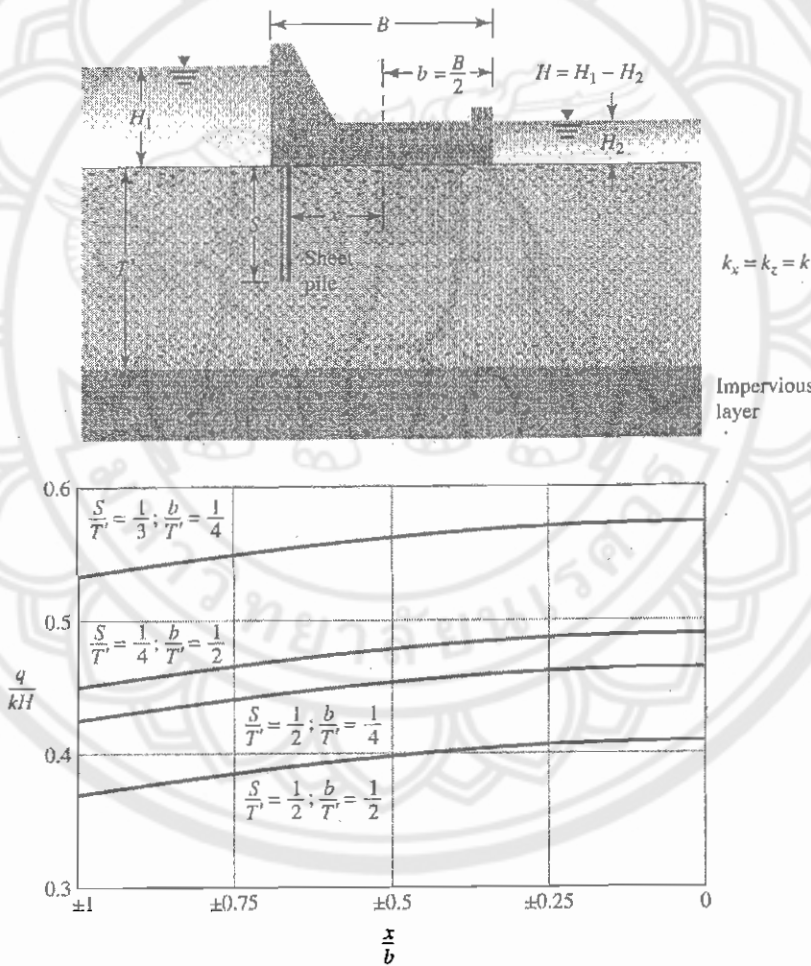 B
b = B/2
H = H₁ − H₂
H₁
H₂
S
x
T'
Sheet
pile
kₓ = k_z = k
Impervious
layer
0.6
S/T' = 1/3 ; b/T' = 1/4
0.5
S/T' = 1/4 ; b/T' = 1/2
q/kH
S/T' = 1/2 ; b/T' = 1/4
0.4
S/T' = 1/2 ; b/T' = 1/2
0.3
±1 ±0.75 ±0.5 ±0.25 0
x/b